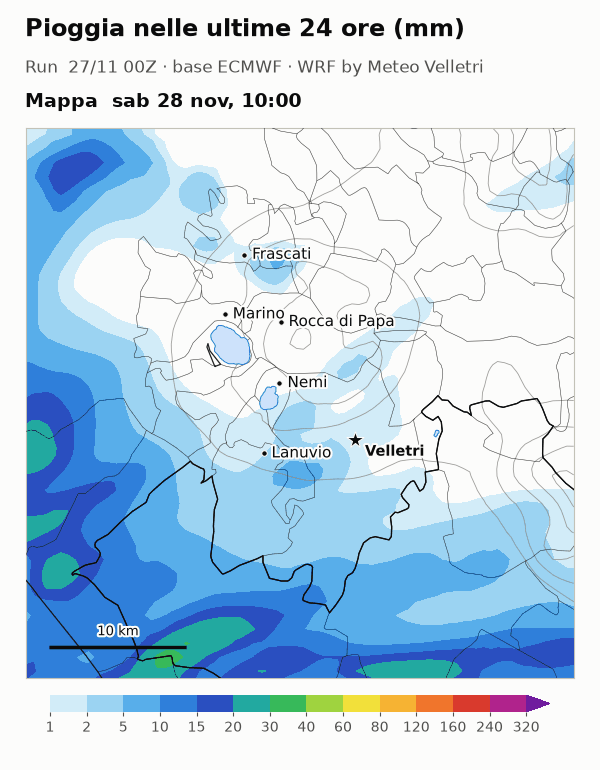 Pioggia nelle ultime 24 ore (mm)
Run 27/11 00Z · base ECMWF · WRF by Meteo Velletri
Mappa sab 28 nov, 10:00
Frascati
Marino
Rocca di Papa
Nemi
Velletri
Lanuvio
10 km
1 2 5 10 15 20 30 40 60 80 120 160 240 320